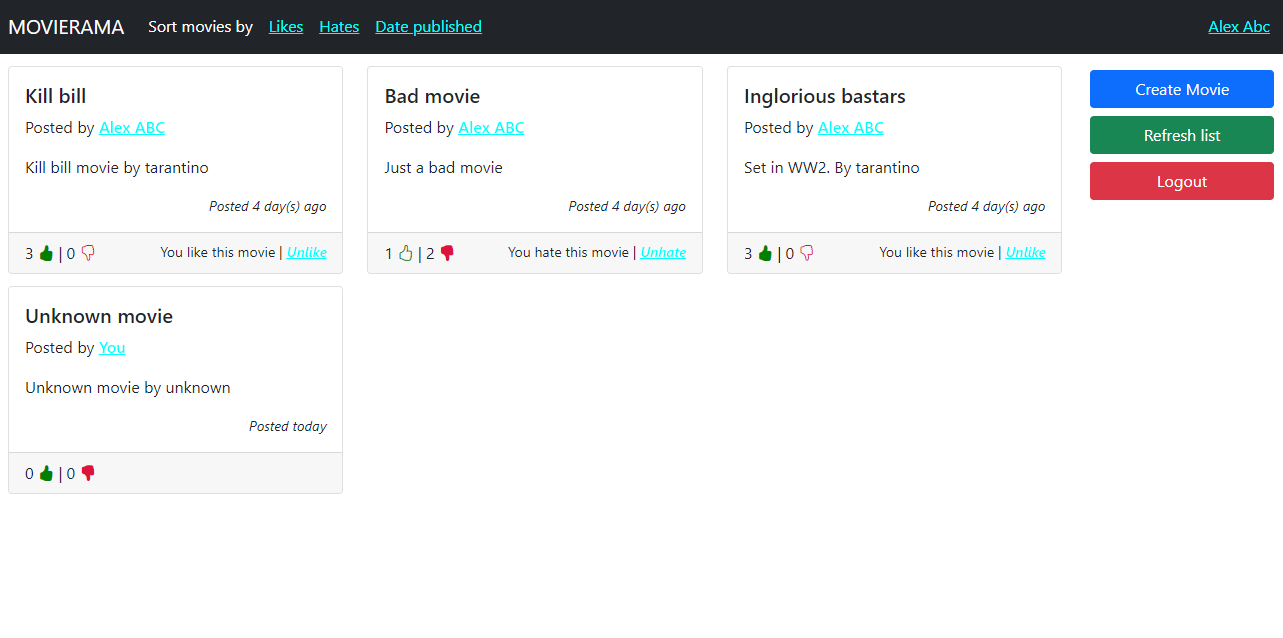 MOVIERAMA Sort movies by Likes Hates Date published Alex Abc
Kill bill
Posted by Alex ABC
Kill bill movie by tarantino
Posted 4 day(s) ago
3 | 0 You like this movie | Unlike
Bad movie
Posted by Alex ABC
Just a bad movie
Posted 4 day(s) ago
1 | 2 You hate this movie | Unhate
Inglorious bastars
Posted by Alex ABC
Set in WW2. By tarantino
Posted 4 day(s) ago
3 | 0 You like this movie | Unlike
Create Movie
Refresh list
Logout
Unknown movie
Posted by You
Unknown movie by unknown
Posted today
0 | 0